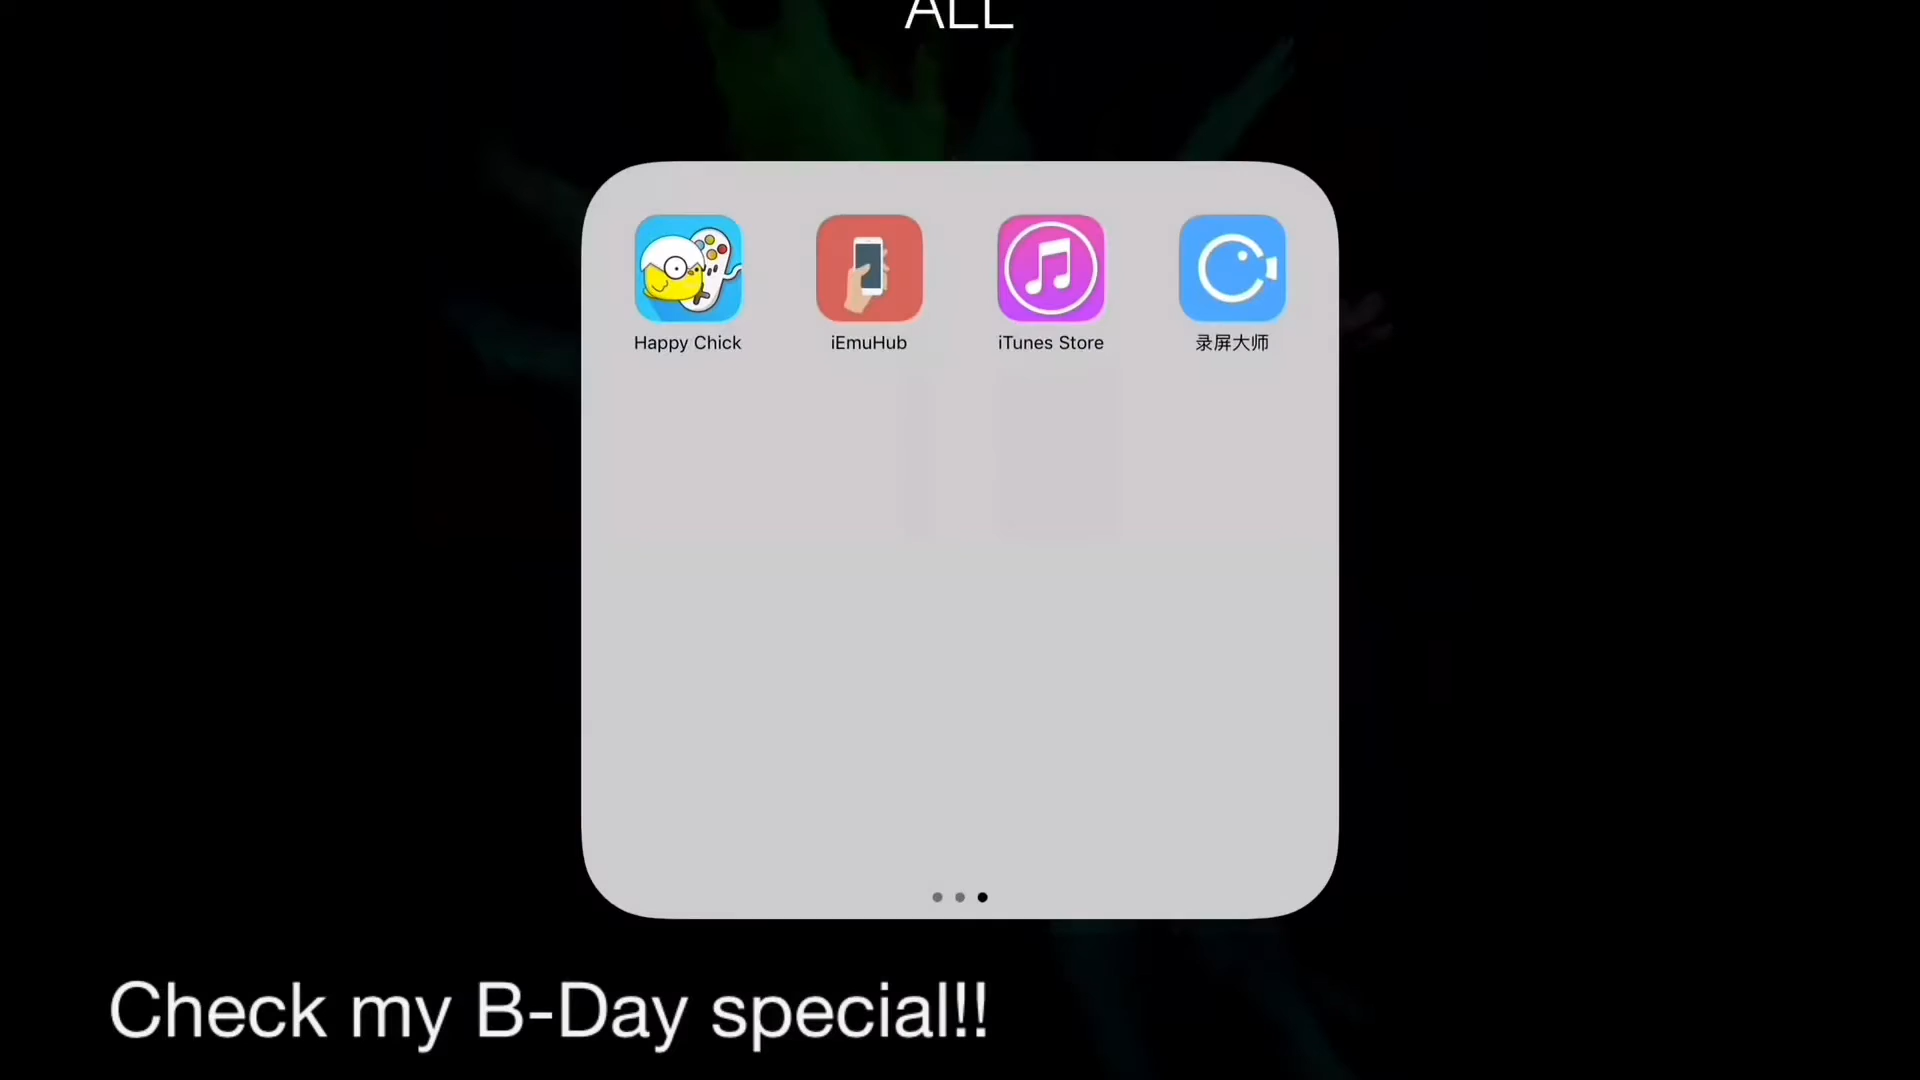 ALL
Happy Chick
iEmuHub
iTunes Store
录屏大师
Check my B-Day special!!